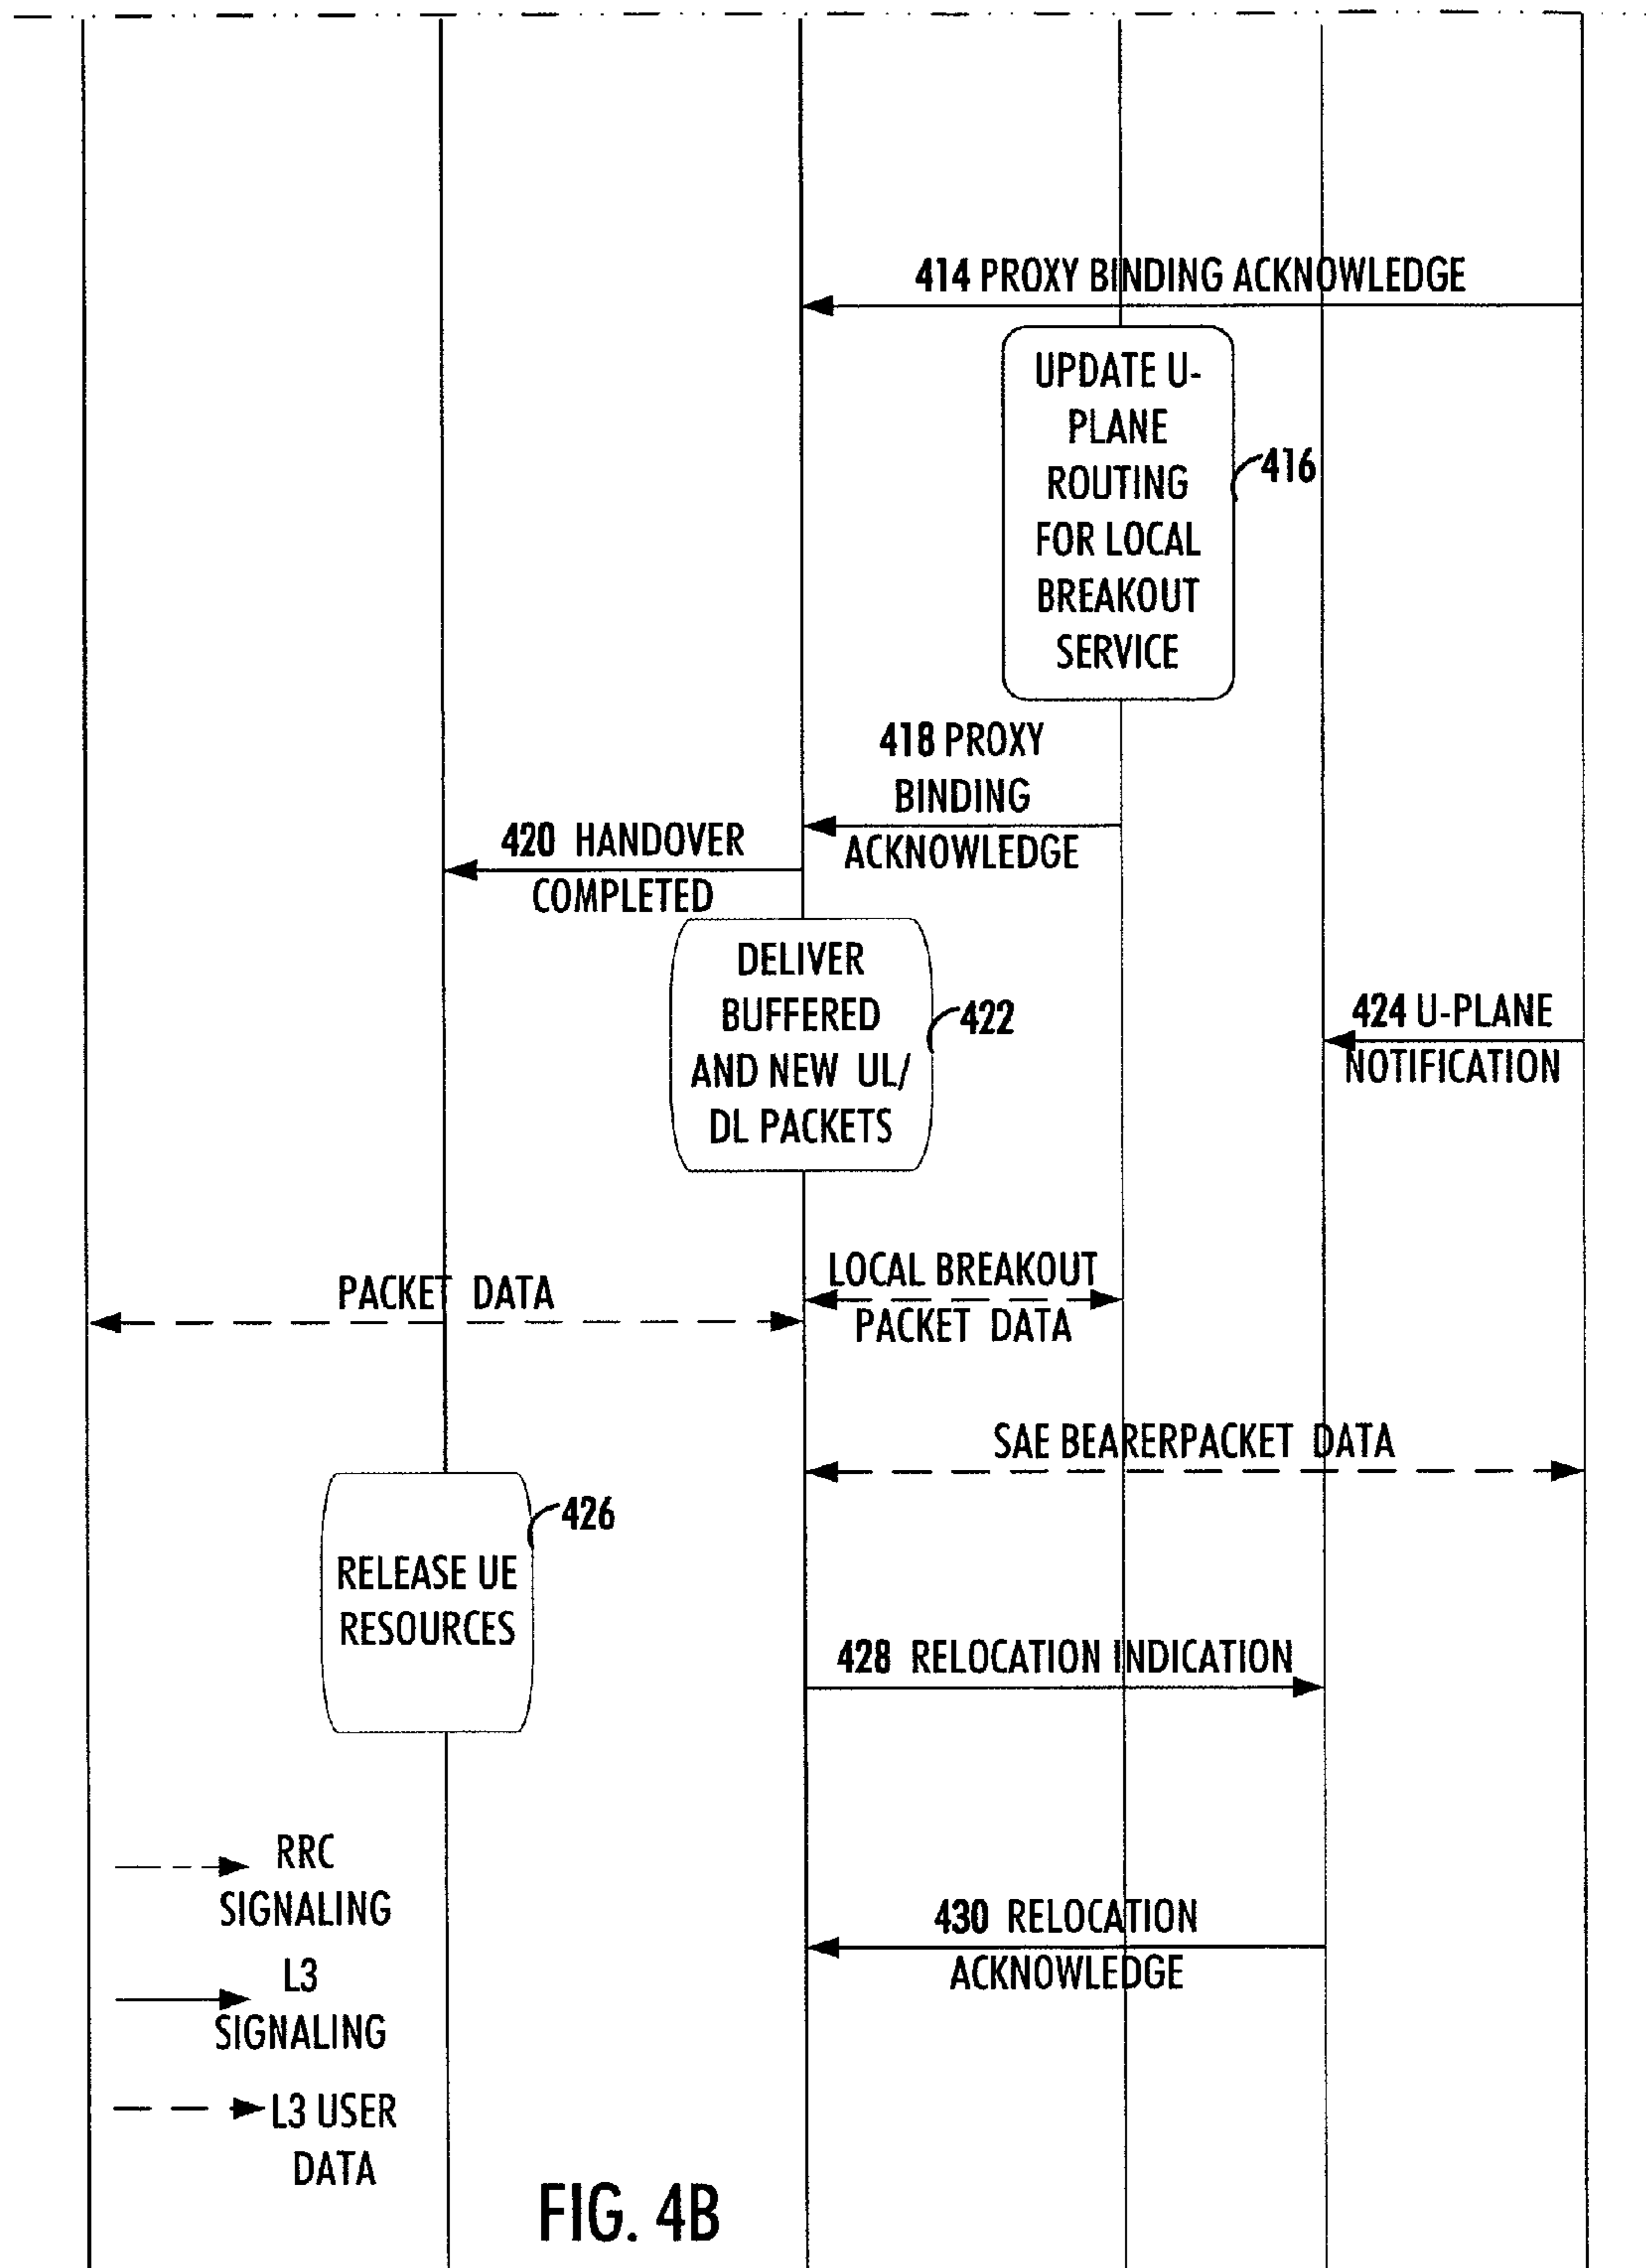 414 PROXY BINDING ACKNOWLEDGE
UPDATE U-
PLANE
ROUTING
FOR LOCAL
BREAKOUT
SERVICE
416
418 PROXY
BINDING
ACKNOWLEDGE
420 HANDOVER
COMPLETED
DELIVER
BUFFERED
AND NEW UL/
DL PACKETS
422
424 U-PLANE
NOTIFICATION
PACKET DATA
LOCAL BREAKOUT
PACKET DATA
SAE BEARERPACKET DATA
426
RELEASE UE
RESOURCES
428 RELOCATION INDICATION
RRC
SIGNALING
430 RELOCATION
ACKNOWLEDGE
L3
SIGNALING
L3 USER
DATA
FIG. 4B